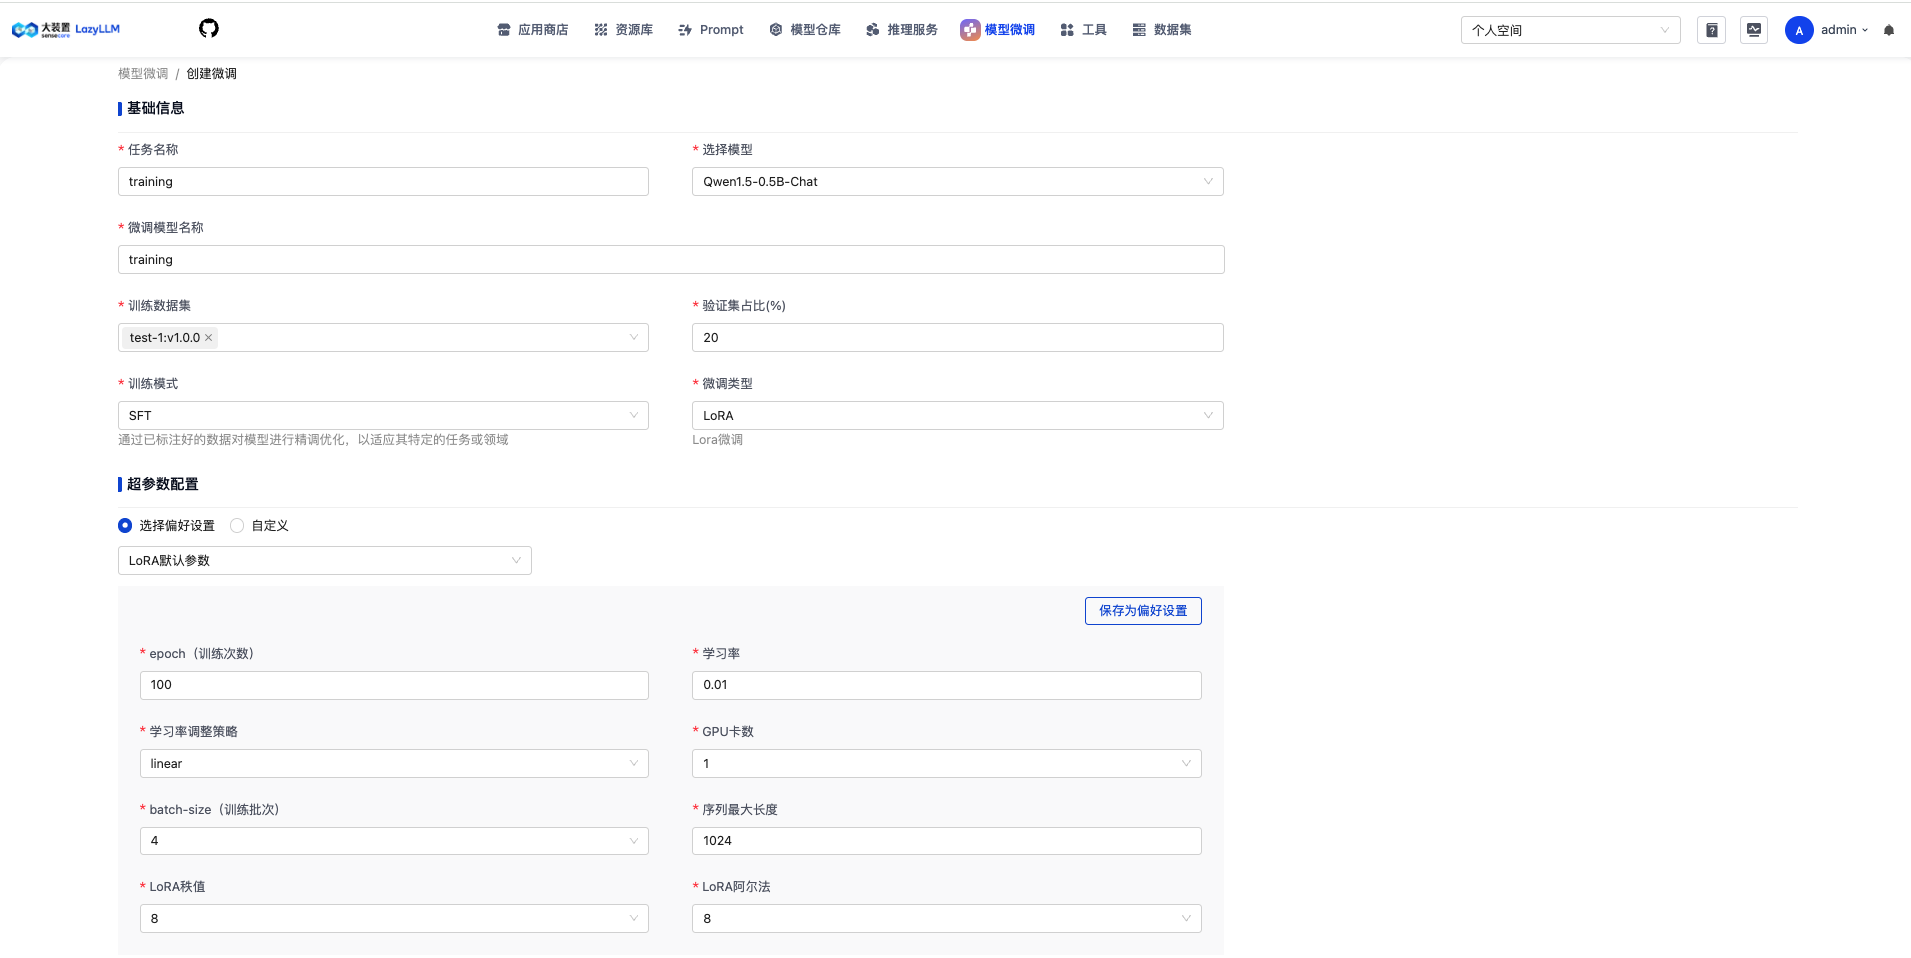 大装置 sensecore LazyLLM 应用商店 资源库 Prompt 模型仓库 推理服务 模型微调 工具 数据集 个人空间 A admin
模型微调 / 创建微调
基础信息
* 任务名称 * 选择模型
training Qwen1.5-0.5B-Chat
* 微调模型名称
training
* 训练数据集 * 验证集占比(%)
test-1:v1.0.0 × 20
* 训练模式 * 微调类型
SFT LoRA
通过已标注好的数据对模型进行精调优化，以适应其特定的任务或领域 Lora微调
超参数配置
选择偏好设置 自定义
LoRA默认参数
保存为偏好设置
* epoch（训练次数） * 学习率
100 0.01
* 学习率调整策略 * GPU卡数
linear 1
* batch-size（训练批次） * 序列最大长度
4 1024
* LoRA秩值 * LoRA阿尔法
8 8